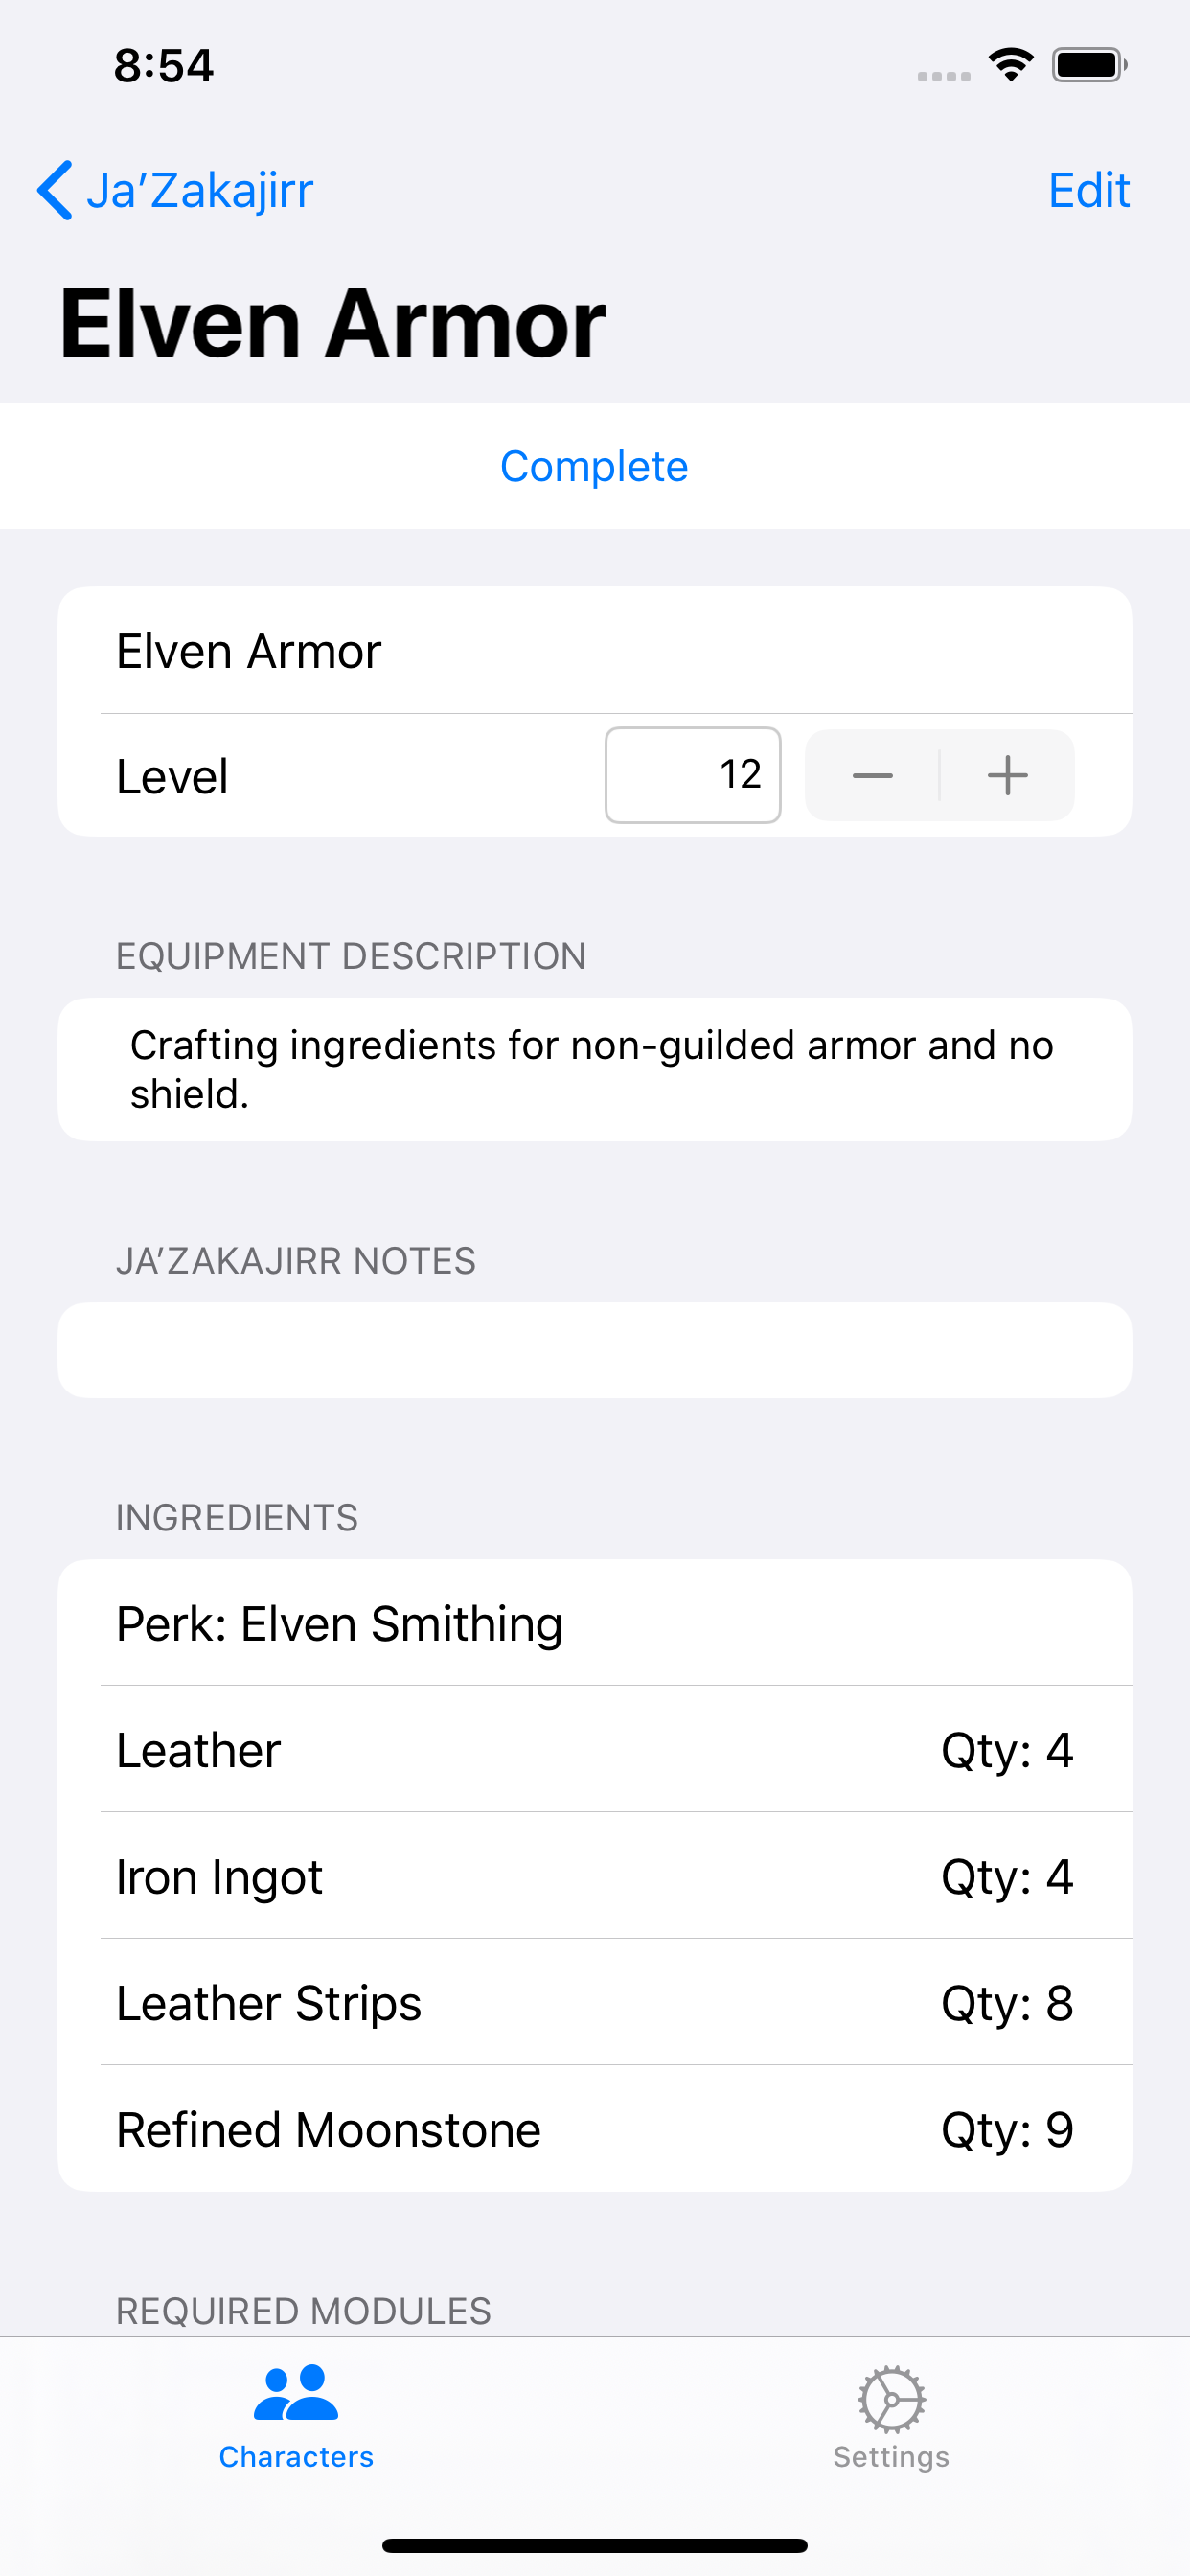 8:54
Ja’Zakajirr
Edit
Elven Armor
Complete
Elven Armor
Level
12
EQUIPMENT DESCRIPTION
Crafting ingredients for non-guilded armor and no
shield.
JA’ZAKAJIRR NOTES
INGREDIENTS
Perk: Elven Smithing
Leather Qty: 4
Iron Ingot Qty: 4
Leather Strips Qty: 8
Refined Moonstone Qty: 9
REQUIRED MODULES
Characters
Settings